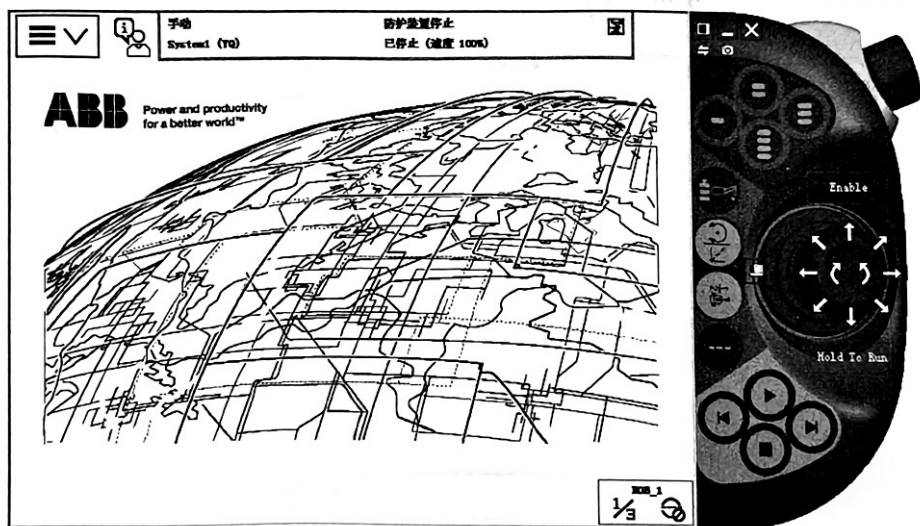 手动
System1 (TQ)
防护装置停止
已停止 (速度 100%)
ABB
Power and productivity
for a better world™
Enable
Hold To Run
ROB_1
1/3